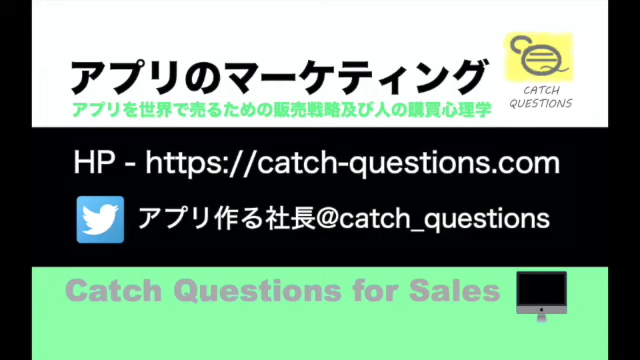 アプリのマーケティング
アプリを世界で売るための販売戦略及び人の購買心理学
CATCH
QUESTIONS
HP - https://catch-questions.com
アプリ作る社長@catch_questions
Catch Questions for Sales